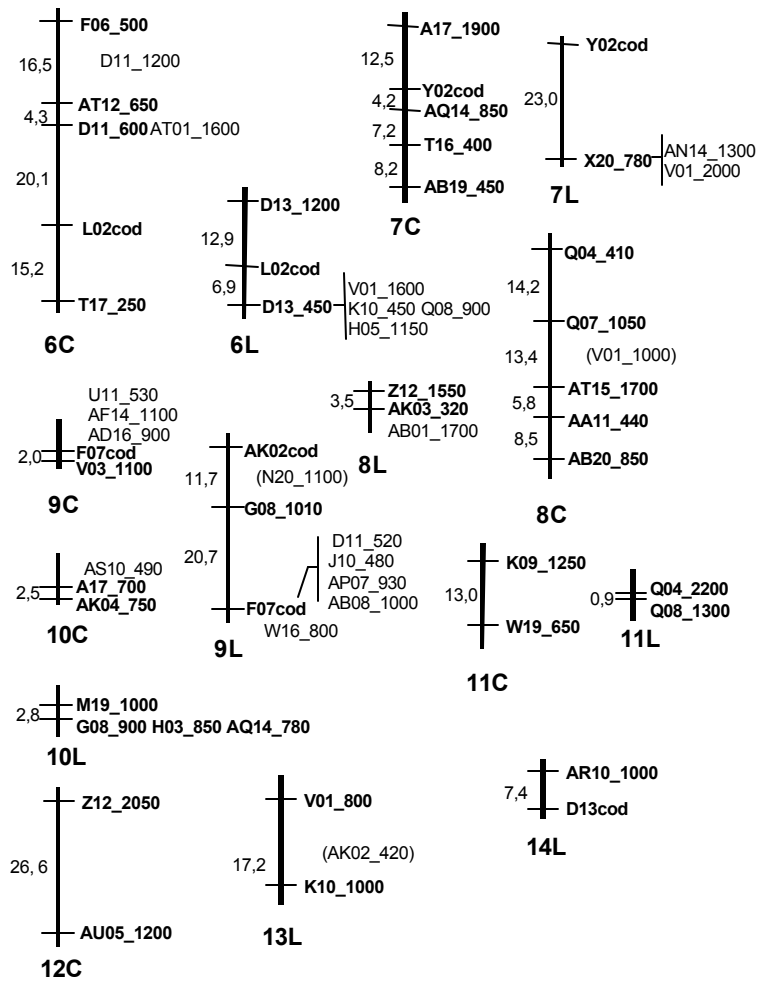 F06_500
16,5
D11_1200
AT12_650
4,3
D11_600 AT01_1600
20,1
L02cod
15,2
T17_250
6C
D13_1200
12,9
L02cod
6,9
D13_450
V01_1600
K10_450 Q08_900
H05_1150
6L
A17_1900
12,5
Y02cod
4,2
AQ14_850
7,2
T16_400
8,2
AB19_450
7C
Y02cod
23,0
X20_780
AN14_1300
V01_2000
7L
Q04_410
14,2
Q07_1050
13,4
(V01_1000)
AT15_1700
5,8
AA11_440
8,5
AB20_850
8C
Z12_1550
3,5
AK03_320
AB01_1700
8L
U11_530
AF14_1100
AD16_900
F07cod
2,0
V03_1100
9C
AK02cod
11,7
(N20_1100)
G08_1010
20,7
D11_520
J10_480
AP07_930
AB08_1000
F07cod
W16_800
9L
AS10_490
A17_700
2,5
AK04_750
10C
K09_1250
13,0
W19_650
11C
Q04_2200
0,9
Q08_1300
11L
M19_1000
2,8
G08_900 H03_850 AQ14_780
10L
Z12_2050
26, 6
AU05_1200
12C
V01_800
17,2
(AK02_420)
K10_1000
13L
AR10_1000
7,4
D13cod
14L